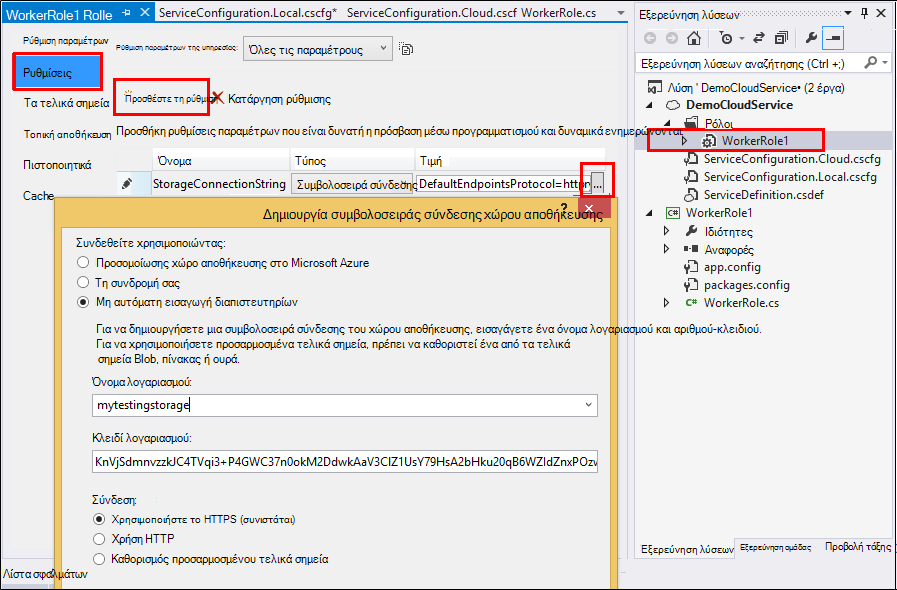 WorkerRole1 Rolle
ServiceConfiguration.Local.cscfg*
ServiceConfiguration.Cloud.cscf
WorkerRole.cs
Ρύθμιση παραμέτρων
Ρυθμίσεις
Τα τελικά σημεία
Τοπική αποθήκευση
Πιστοποιητικά
Cache
Ρύθμιση παραμέτρων της υπηρεσίας:
Όλες τις παραμέτρους
Προσθέστε τη ρύθμισ
Κατάργηση ρύθμισης
Προσθήκη ρυθμίσεις παραμέτρων που είναι δυνατή η πρόσβαση μέσω προγραμματισμού και δυναμικά ενημερώνονται
Όνομα
Τύπος
Τιμή
StorageConnectionString
Συμβολοσειρά σύνδεσης
DefaultEndpointsProtocol=http
...
Δημιουργία συμβολοσειράς σύνδεσης χώρου αποθήκευσης
?
Συνδεθείτε χρησιμοποιώντας:
Προσομοίωσης χώρο αποθήκευσης στο Microsoft Azure
Τη συνδρομή σας
Μη αυτόματη εισαγωγή διαπιστευτηρίων
Για να δημιουργήσετε μια συμβολοσειρά σύνδεσης του χώρου αποθήκευσης, εισαγάγετε ένα όνομα λογαριασμού και αριθμού-κλειδιού.
Για να χρησιμοποιήσετε προσαρμοσμένα τελικά σημεία, πρέπει να καθοριστεί ένα από τα τελικά
σημεία Blob, πίνακας ή ουρά.
Όνομα λογαριασμού:
mytestingstorage
Κλειδί λογαριασμού:
KnVjSdmnvzzkJC4TVqi3+P4GWC37n0okM2DdwkAaV3ClZ1UsY79HsA2bHku20qB6WZldZnxPOzv
Σύνδεση:
Χρησιμοποιήστε το HTTPS (συνιστάται)
Χρήση HTTP
Καθορισμός προσαρμοσμένου τελικά σημεία
Λίστα σφαλμάτων
Εξερεύνηση λύσεων
Εξερεύνηση λύσεων αναζήτησης (Ctrl +;)
Λύση ' DemoCloudService• (2 έργα)
DemoCloudService
Ρόλοι
WorkerRole1
ServiceConfiguration.Cloud.cscfg
ServiceConfiguration.Local.cscfg
ServiceDefinition.csdef
C# WorkerRole1
Ιδιότητες
Αναφορές
app.config
packages.config
C# WorkerRole.cs
Εξερεύνηση λύσεων
Εξερεύνηση ομάδας
Προβολή τάξης